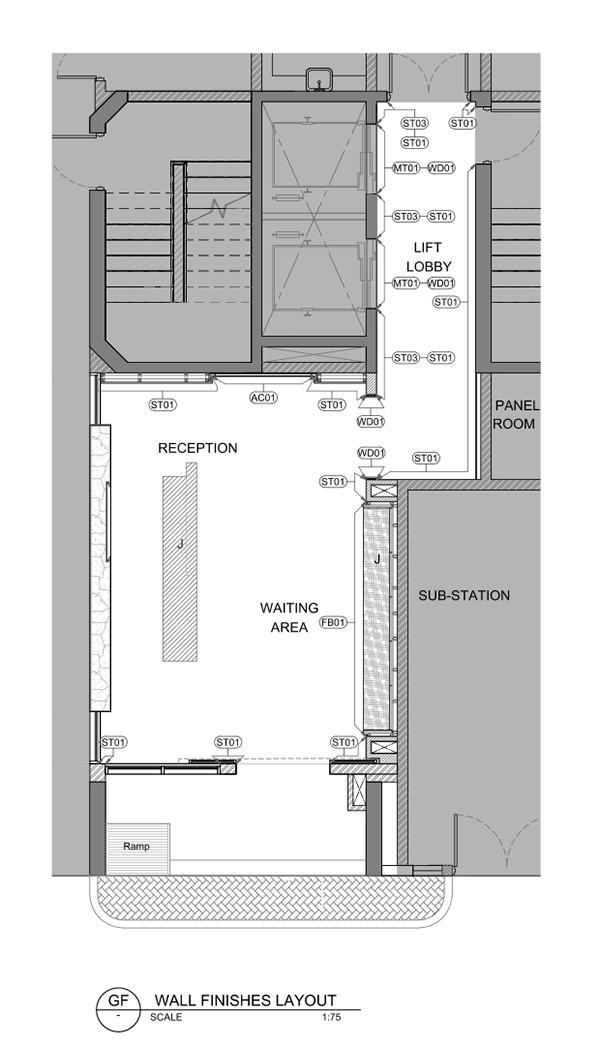 ST03
ST01
ST01
MT01
WD01
ST03
ST01
LIFT
LOBBY
MT01
WD01
ST01
ST03
ST01
ST01
AC01
ST01
WD01
PANEL
ROOM
RECEPTION
WD01
ST01
ST01
J
J
SUB-STATION
WAITING
AREA
FB01
ST01
ST01
ST01
Ramp
GF
-
WALL FINISHES LAYOUT
SCALE
1:75